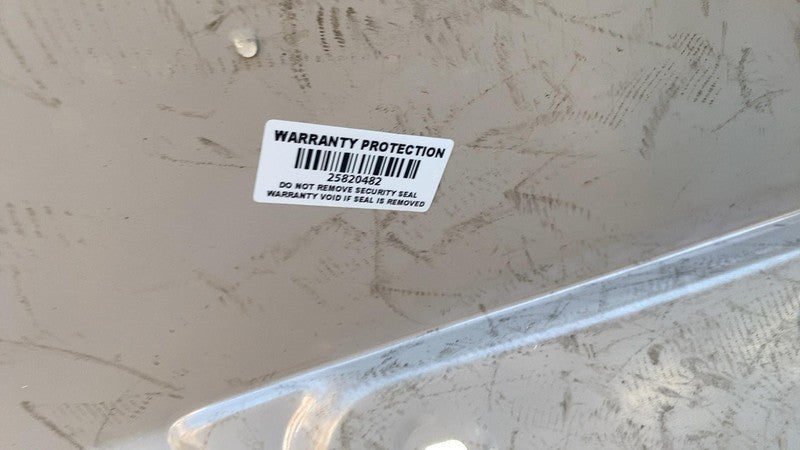 WARRANTY PROTECTION
25820482
DO NOT REMOVE SECURITY SEAL
WARRANTY VOID IF SEAL IS REMOVED